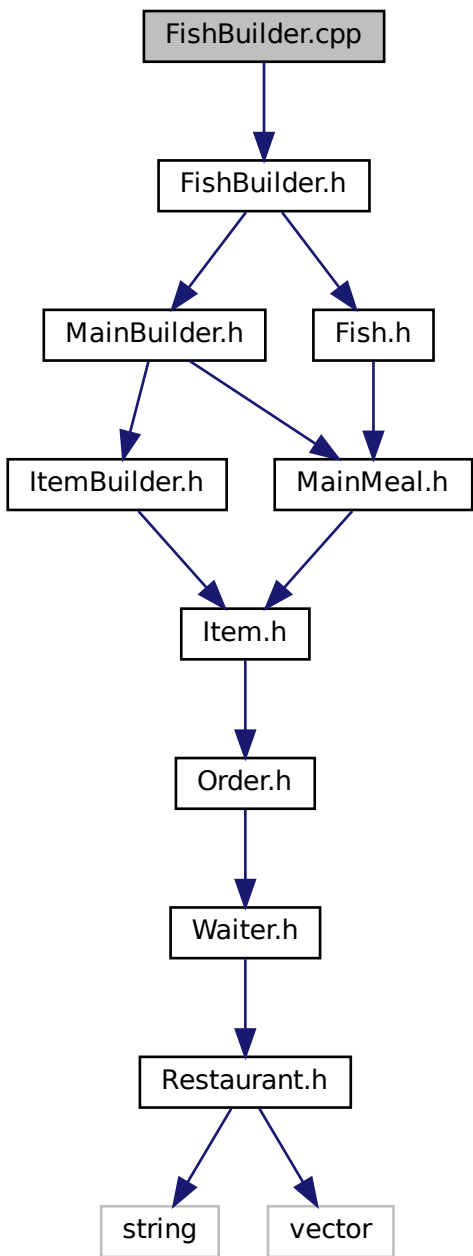 FishBuilder.cpp
FishBuilder.h
MainBuilder.h
Fish.h
ItemBuilder.h
MainMeal.h
Item.h
Order.h
Waiter.h
Restaurant.h
string
vector